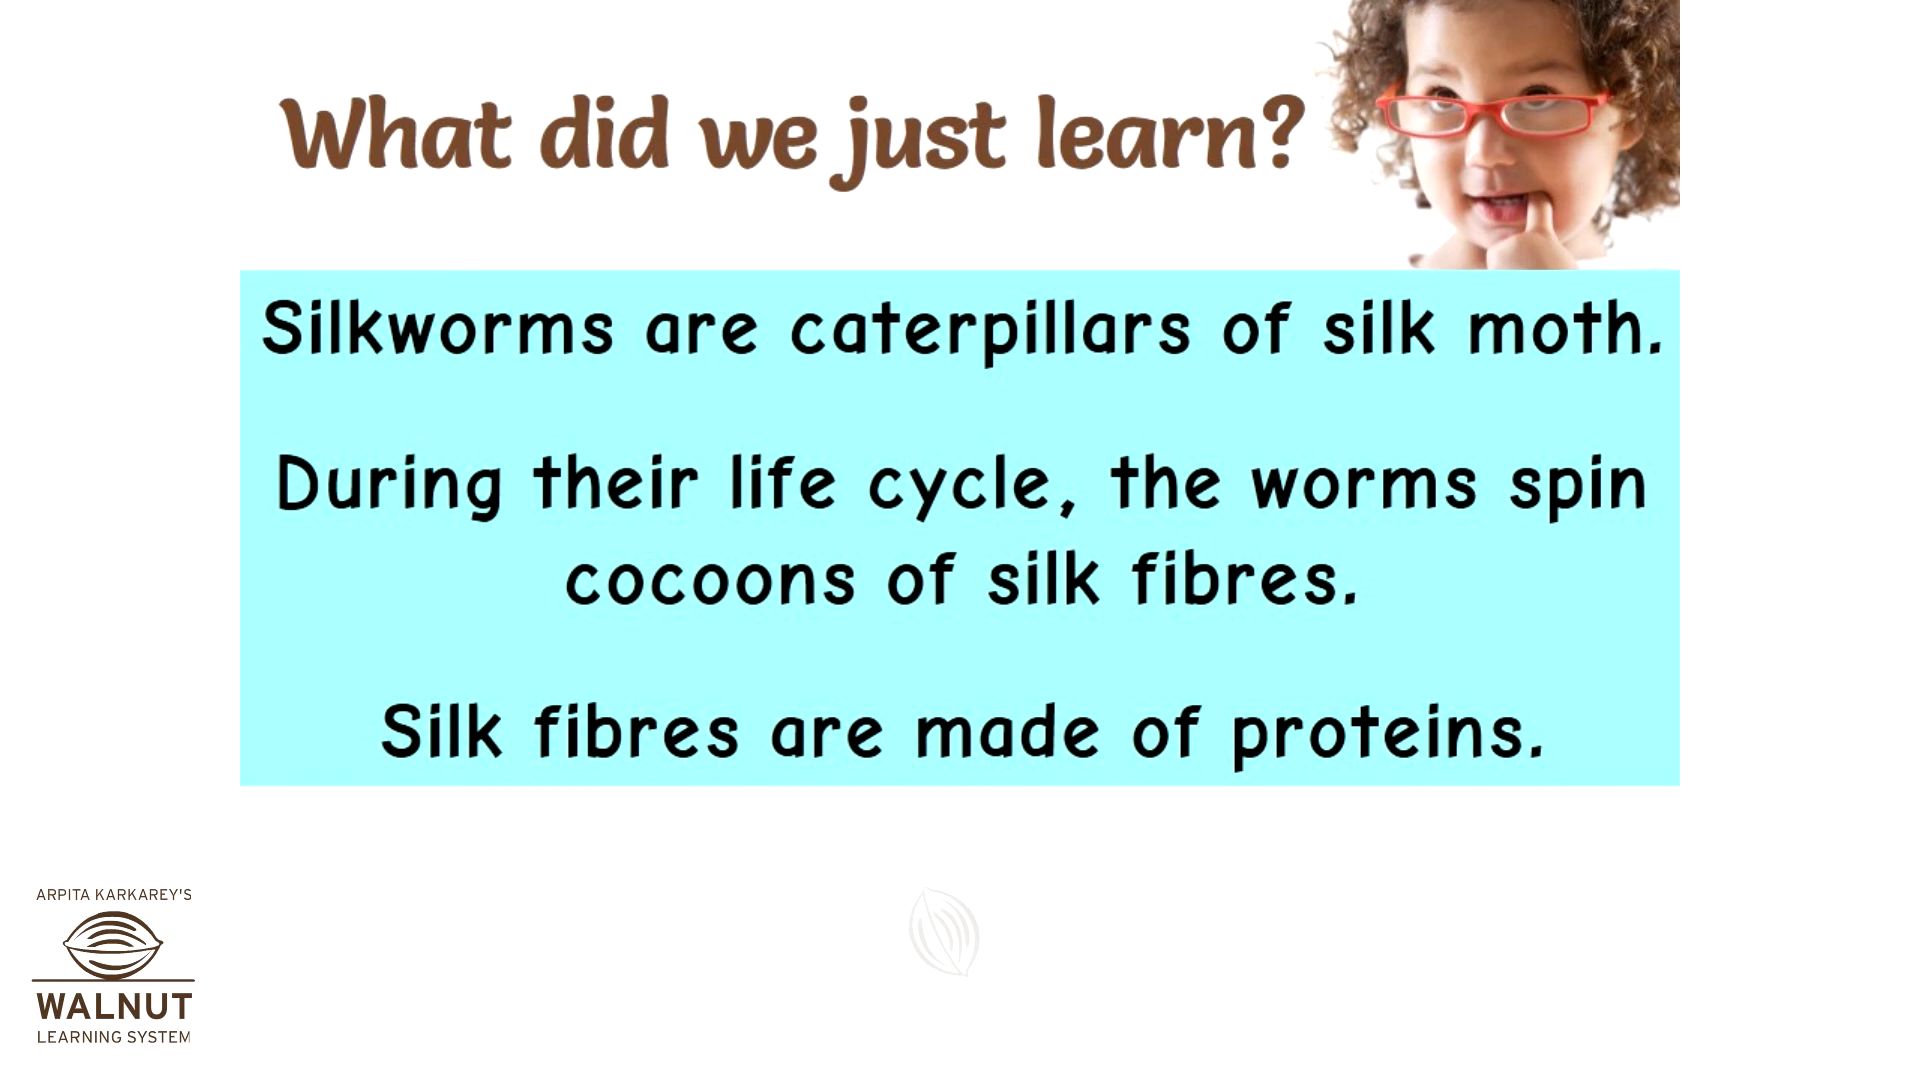 What did we just learn?
Silkworms are caterpillars of silk moth.
During their life cycle, the worms spin
cocoons of silk fibres.
Silk fibres are made of proteins.
ARPITA KARKAREY'S
WALNUT
LEARNING SYSTEM